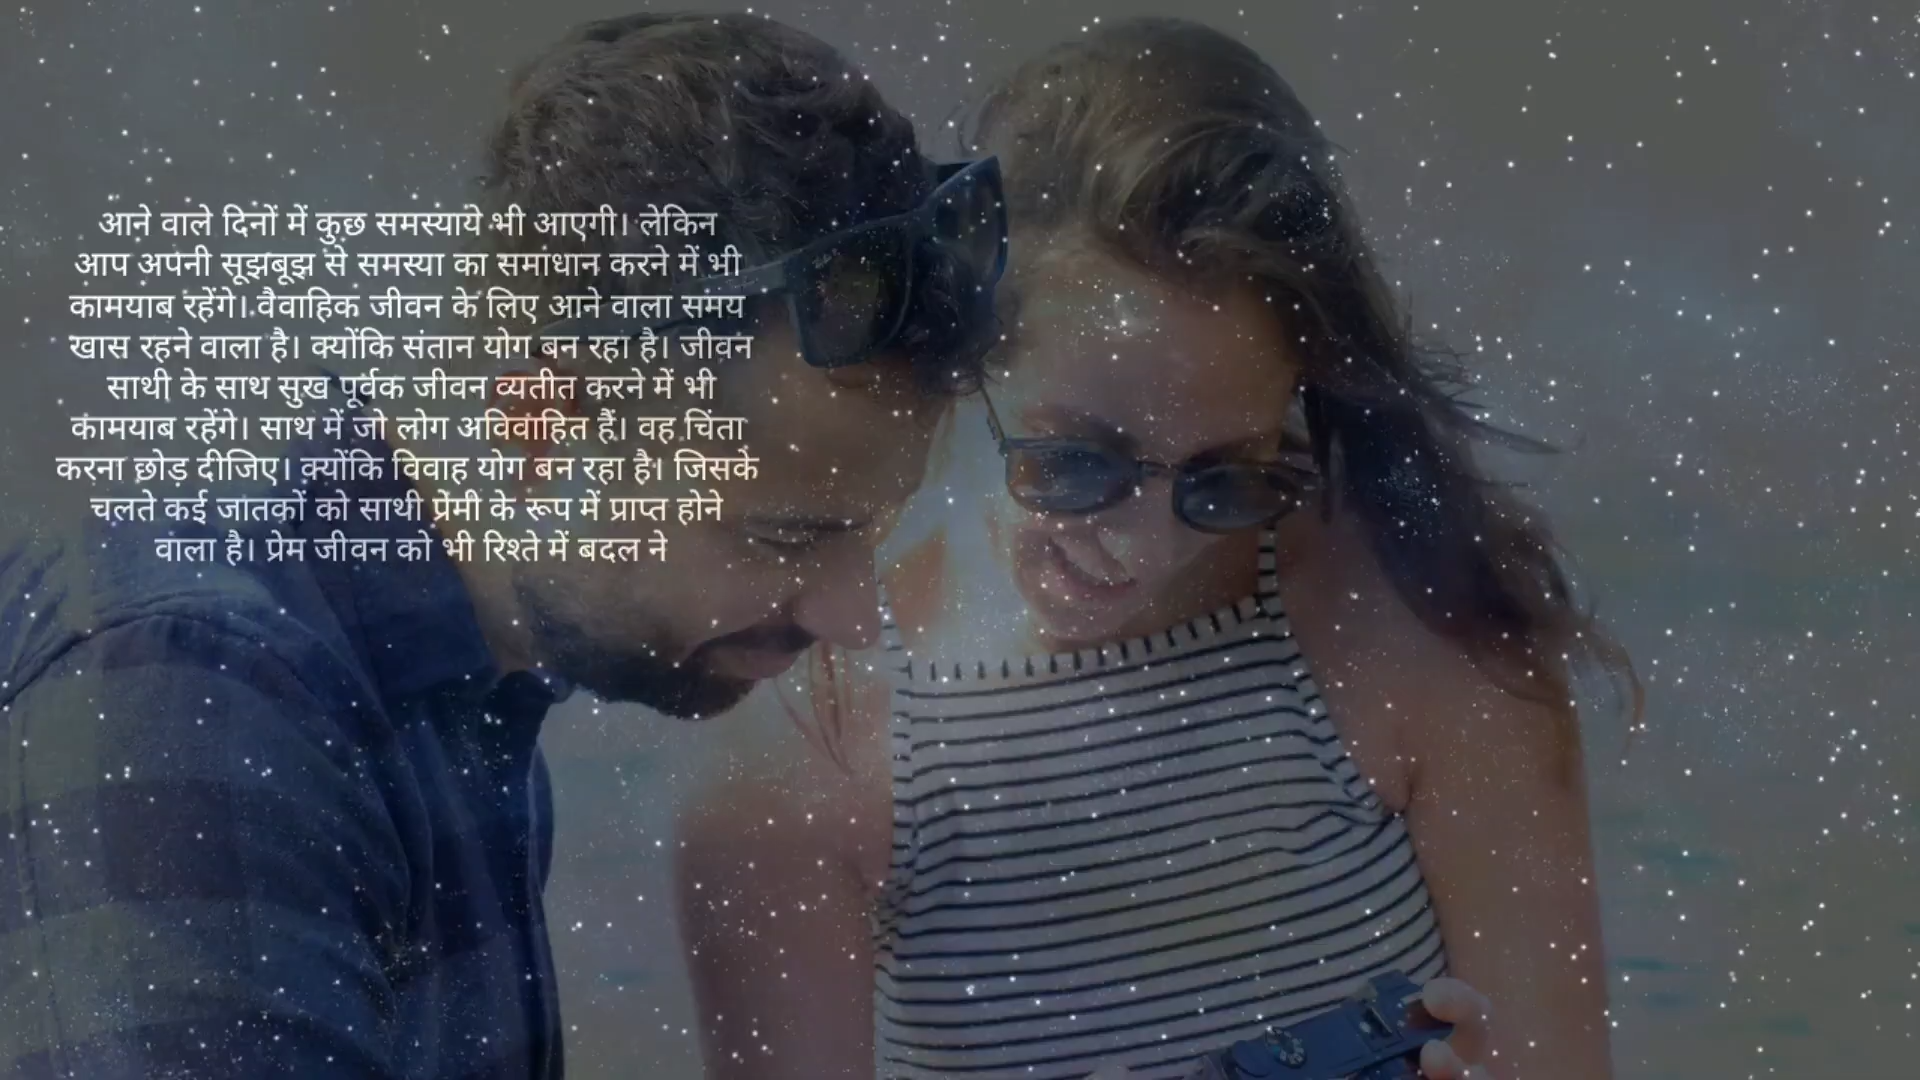 आने वाले दिनों में कुछ समस्याये भी आएगी। लेकिन
आप अपनी सूझबूझ से समस्या का समाधान करने में भी
कामयाब रहेंगे। वैवाहिक जीवन के लिए आने वाला समय
खास रहने वाला है। क्योंकि संतान योग बन रहा है। जीवन
साथी के साथ सुख पूर्वक जीवन व्यतीत करने में भी
कामयाब रहेंगे। साथ में जो लोग अविवाहित हैं। वह चिंता
करना छोड़ दीजिए। क्योंकि विवाह योग बन रहा है। जिसके
चलते कई जातकों को साथी प्रेमी के रूप में प्राप्त होने
वाला है। प्रेम जीवन को भी रिश्ते में बदल ने